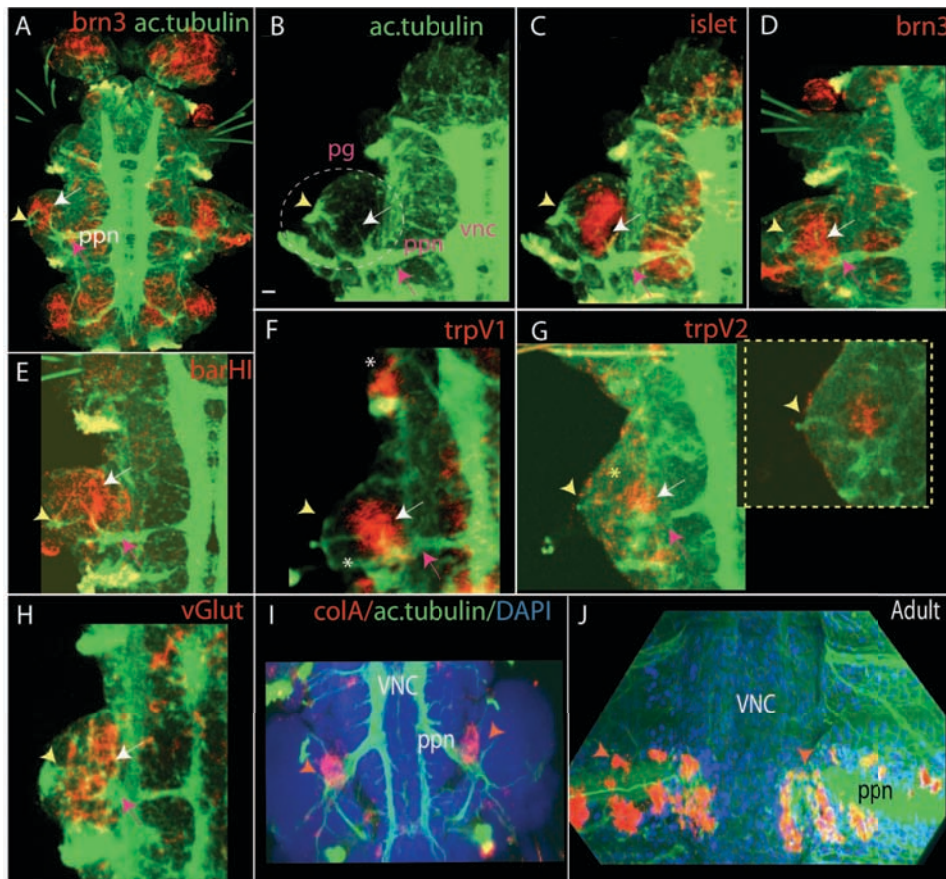 A brn3 ac.tubulin
ppn
B ac.tubulin
pg
ppn
vnc
C islet
D brn3
E barHI
F trpV1
*
*
G trpV2
*
H vGlut
I colA/ac.tubulin/DAPI
VNC
ppn
J Adult
VNC
ppn